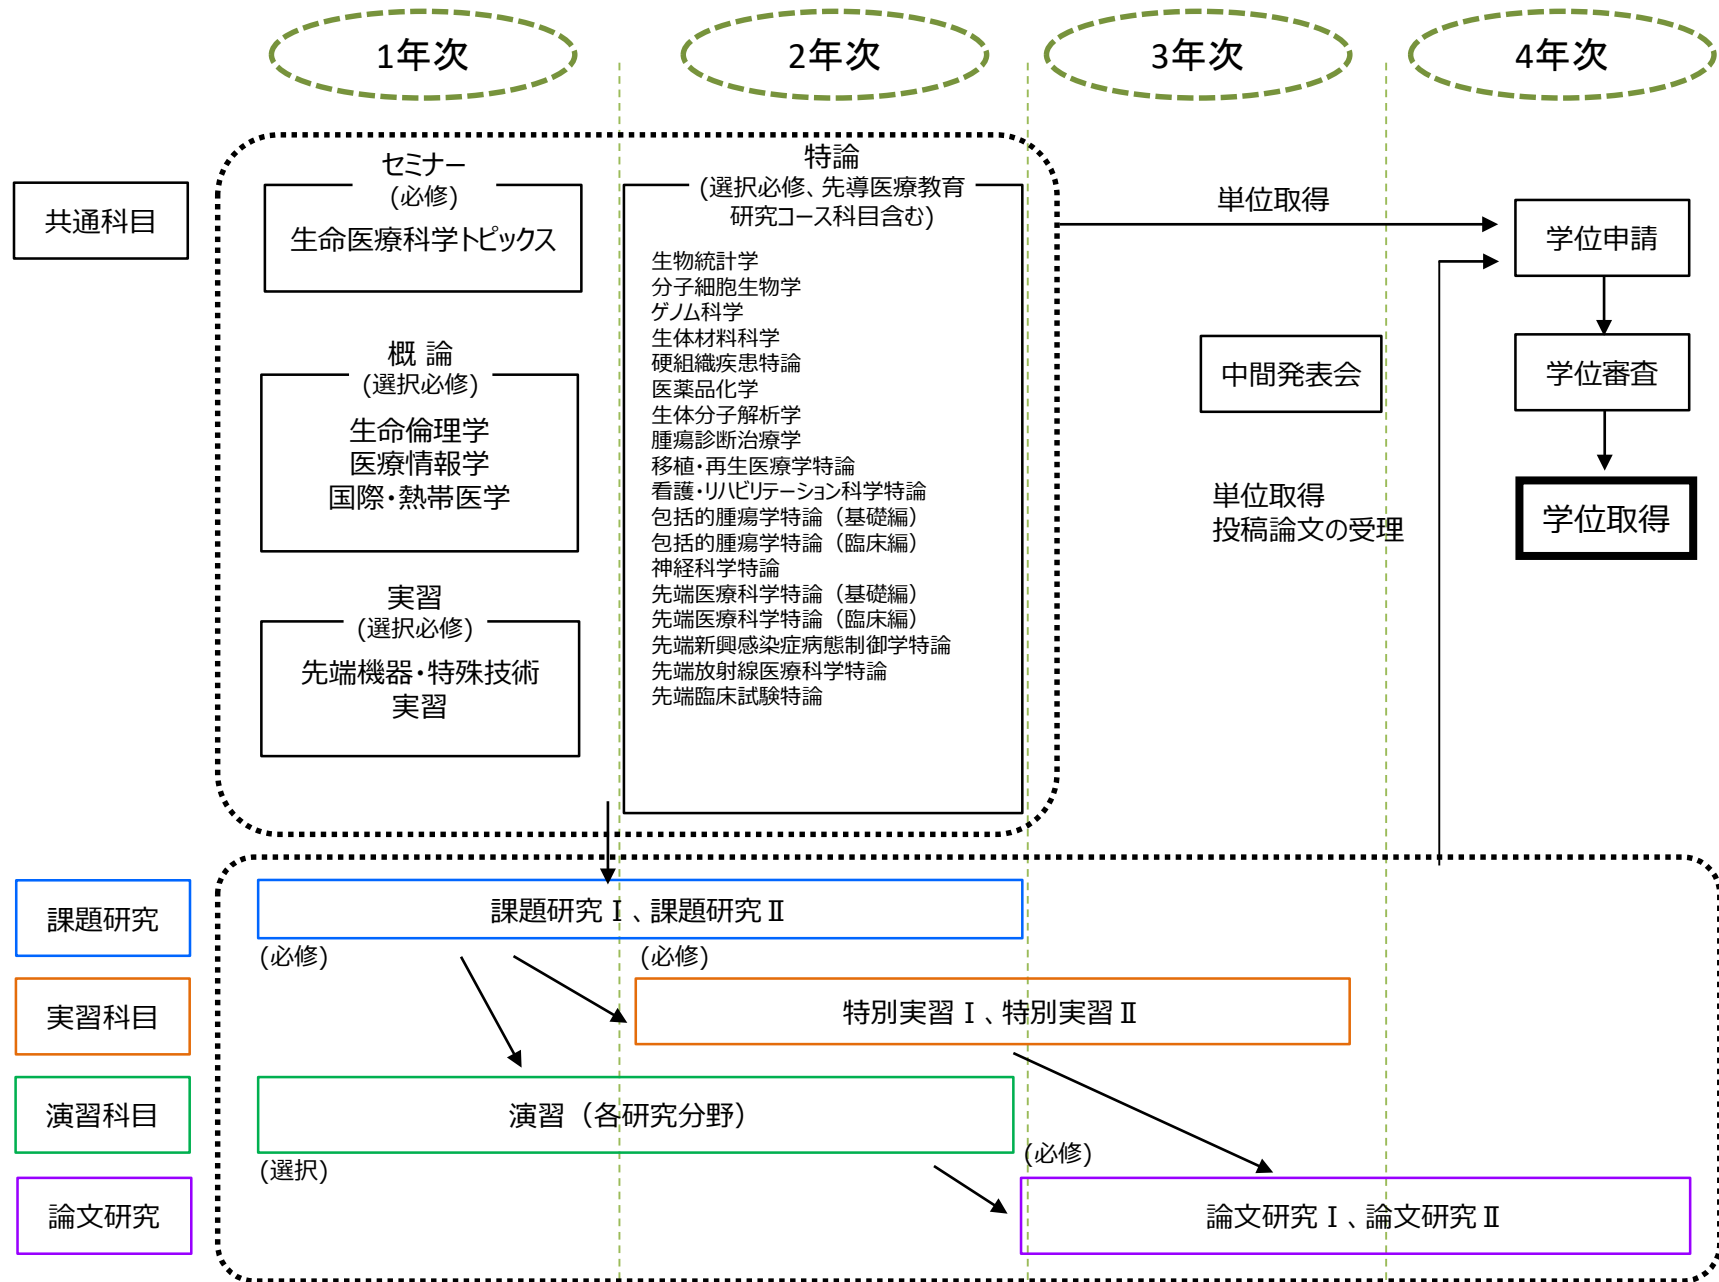 1年次
2年次
3年次
4年次
共通科目
セミナー
(必修)
生命医療科学トピックス
概 論
(選択必修)
生命倫理学
医療情報学
国際・熱帯医学
実習
(選択必修)
先端機器・特殊技術
実習
特論
(選択必修、先導医療教育
研究コース科目含む)
生物統計学
分子細胞生物学
ゲノム科学
生体材料科学
硬組織疾患特論
医薬品化学
生体分子解析学
腫瘍診断治療学
移植・再生医療学特論
看護・リハビリテーション科学特論
包括的腫瘍学特論（基礎編）
包括的腫瘍学特論（臨床編）
神経科学特論
先端医療科学特論（基礎編）
先端医療科学特論（臨床編）
先端新興感染症病態制御学特論
先端放射線医療科学特論
先端臨床試験特論
単位取得
中間発表会
単位取得
投稿論文の受理
学位申請
学位審査
学位取得
課題研究
課題研究Ⅰ、課題研究Ⅱ
(必修)
(必修)
実習科目
特別実習Ⅰ、特別実習Ⅱ
演習科目
演習（各研究分野）
(選択)
(必修)
論文研究
論文研究Ⅰ、論文研究Ⅱ